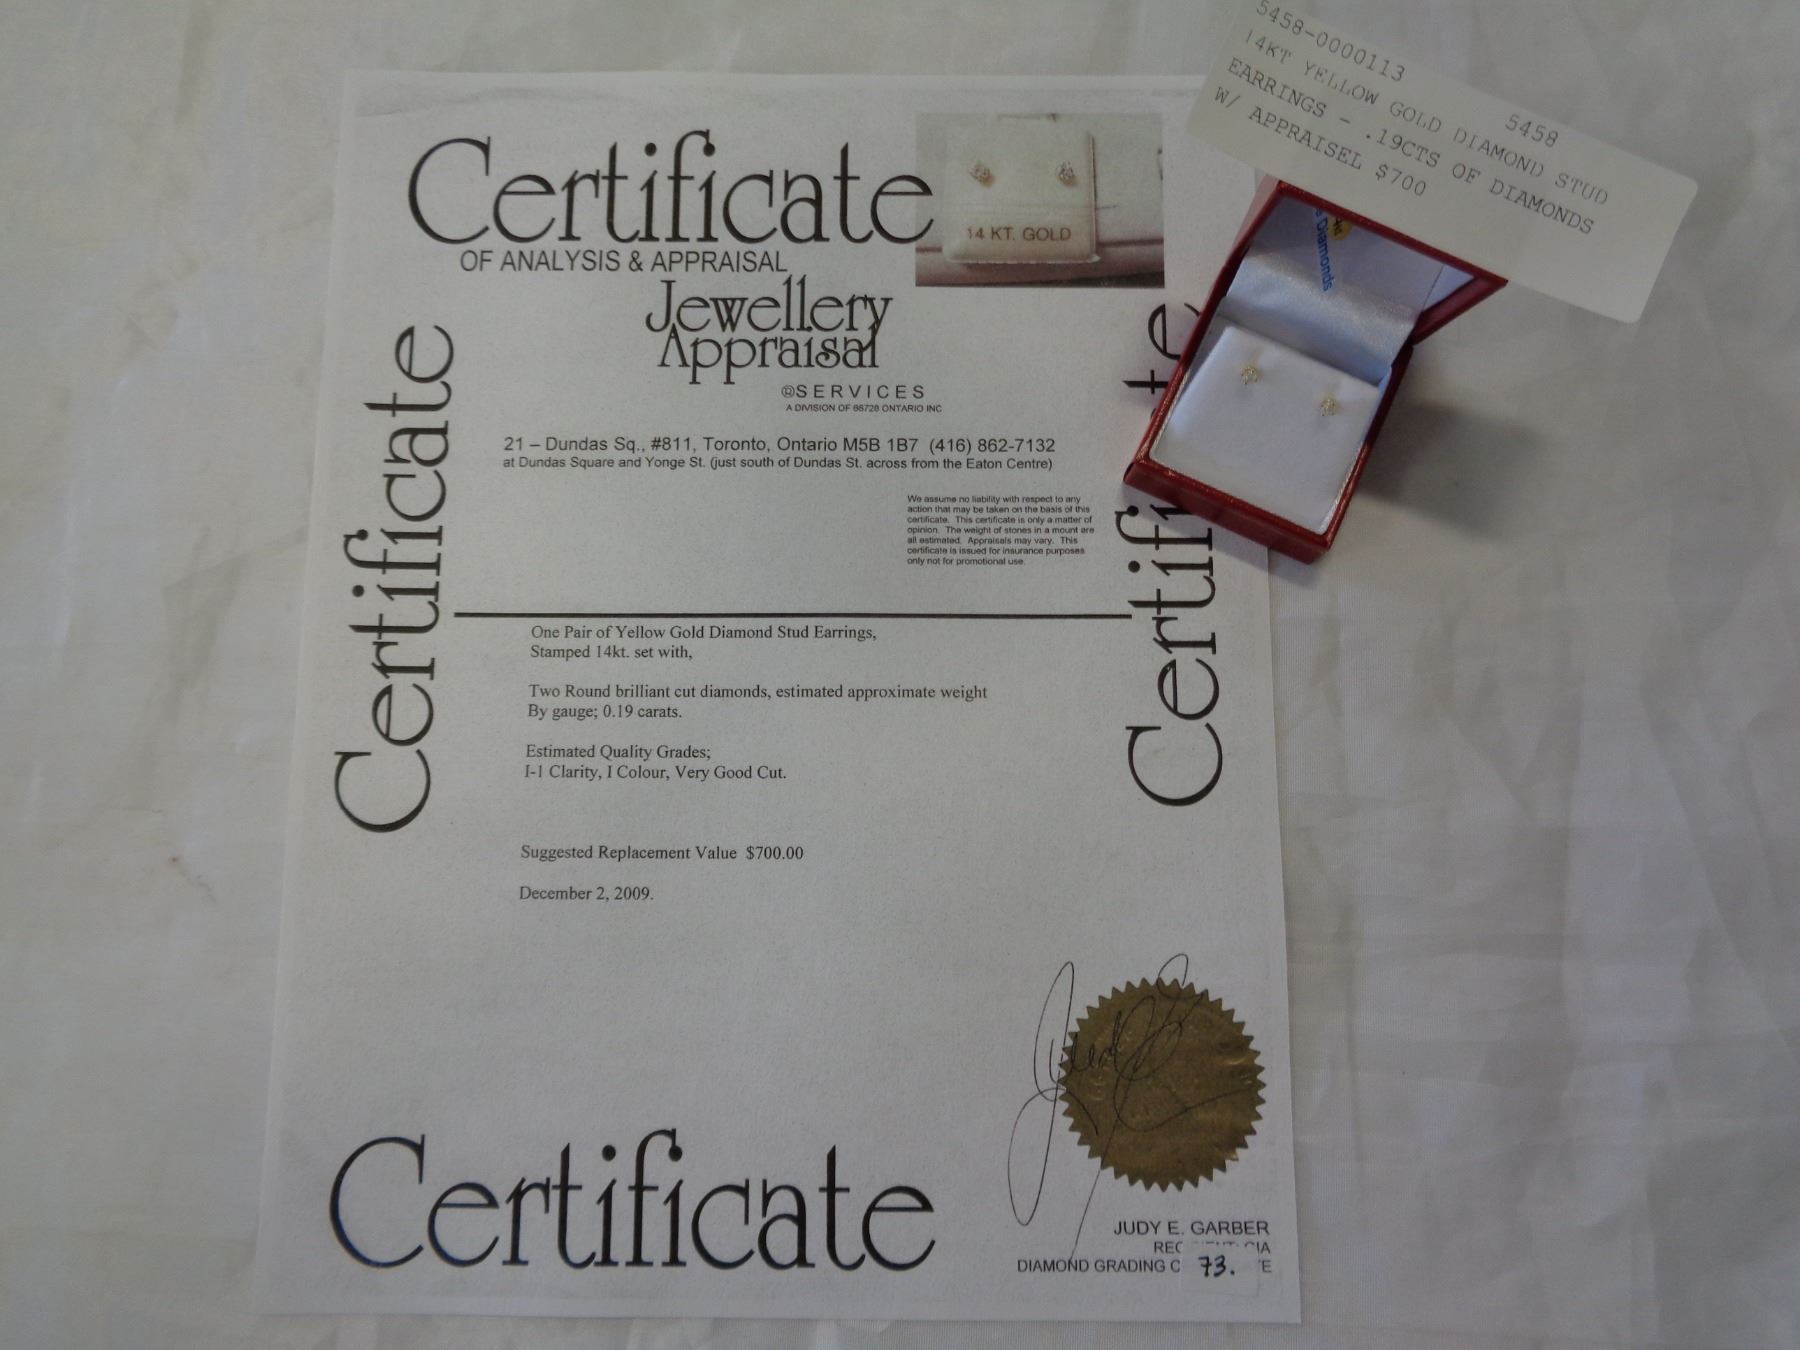 5458-0000113
5458
14KT YELLOW GOLD DIAMOND STUD
EARRINGS - .19CTS OF DIAMONDS
W/ APPRAISEL $700
Diamonds
Certificate
14 KT. GOLD
OF ANALYSIS & APPRAISAL
Jewellery
Appraisal
©SERVICES
A DIVISION OF 66728 ONTARIO INC
21 – Dundas Sq., #811, Toronto, Ontario M5B 1B7 (416) 862-7132
at Dundas Square and Yonge St. (just south of Dundas St. across from the Eaton Centre)
We assume no liability with respect to any
action that may be taken on the basis of this
certificate. This certificate is only a matter of
opinion. The weight of stones in a mount are
all estimated. Appraisals may vary. This
certificate is issued for insurance purposes
only not for promotional use.
Certificate
Certifi te
One Pair of Yellow Gold Diamond Stud Earrings,
Stamped 14kt. set with,
Two Round brilliant cut diamonds, estimated approximate weight
By gauge; 0.19 carats.
Estimated Quality Grades;
I-1 Clarity, I Colour, Very Good Cut.
Suggested Replacement Value $700.00
December 2, 2009.
Certificate
JUDY E. GARBER
DIAMOND GRADING
73.